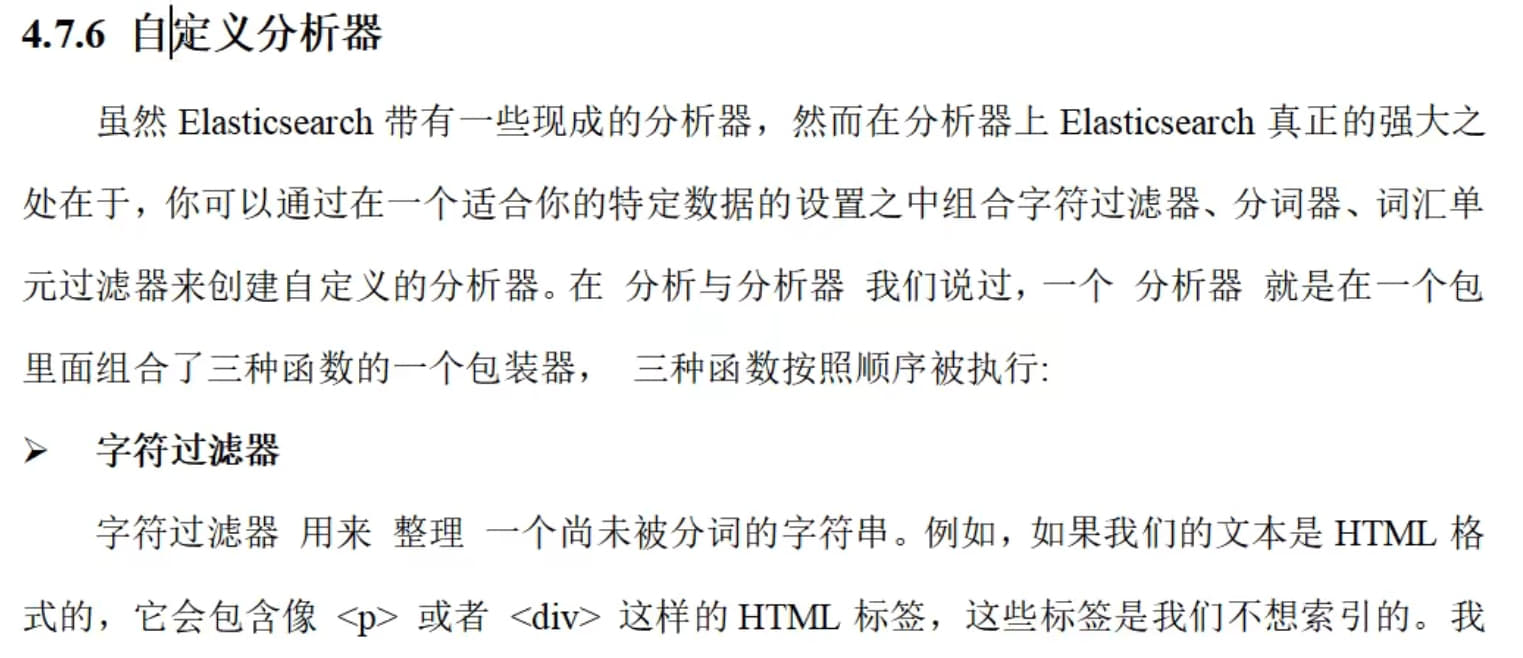 4.7.6 自定义分析器
虽然 Elasticsearch 带有一些现成的分析器，然而在分析器上 Elasticsearch 真正的强大之
处在于，你可以通过在一个适合你的特定数据的设置之中组合字符过滤器、分词器、词汇单
元过滤器来创建自定义的分析器。在 分析与分析器 我们说过，一个 分析器 就是在一个包
里面组合了三种函数的一个包装器， 三种函数按照顺序被执行:
➢ 字符过滤器
字符过滤器 用来 整理 一个尚未被分词的字符串。例如，如果我们的文本是 HTML 格
式的，它会包含像 <p> 或者 <div> 这样的 HTML 标签，这些标签是我们不想索引的。我